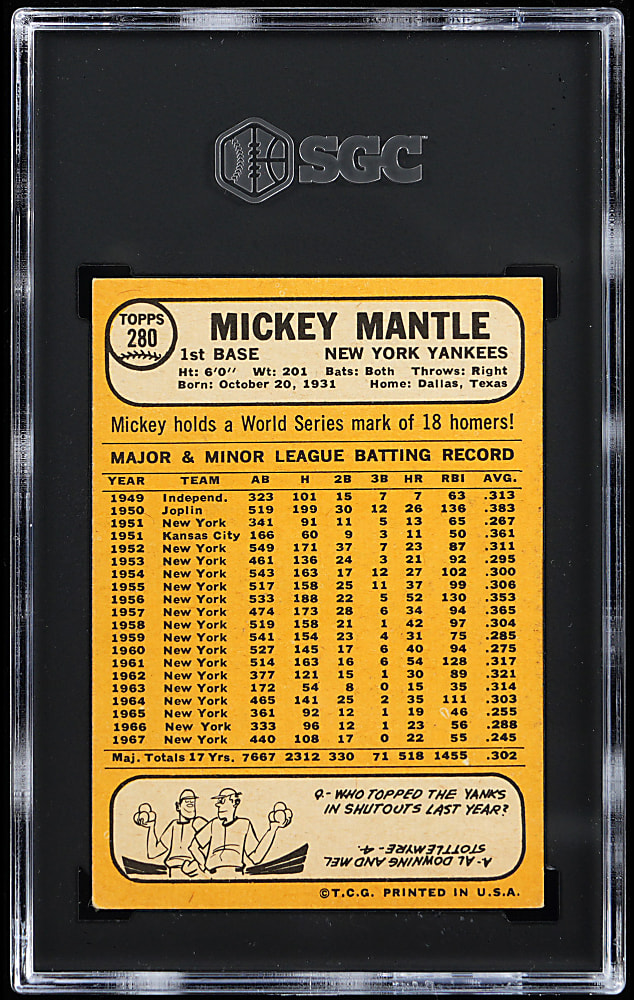 SGC
TOPPS
280
MICKEY MANTLE
1st BASE NEW YORK YANKEES
Ht: 6'0" Wt: 201 Bats: Both Throws: Right
Born: October 20, 1931 Home: Dallas, Texas
Mickey holds a World Series mark of 18 homers!
MAJOR & MINOR LEAGUE BATTING RECORD
YEAR TEAM AB H 2B 3B HR RBI AVG.
1949 Independ. 323 101 15 7 7 63 .313
1950 Joplin 519 199 30 12 26 136 .383
1951 New York 341 91 11 5 13 65 .267
1951 Kansas City 166 60 9 3 11 50 .361
1952 New York 549 171 37 7 23 87 .311
1953 New York 461 136 24 3 21 92 .295
1954 New York 543 163 17 12 27 102 .300
1955 New York 517 158 25 11 37 99 .306
1956 New York 533 188 22 5 52 130 .353
1957 New York 474 173 28 6 34 94 .365
1958 New York 519 158 21 1 42 97 .304
1959 New York 541 154 23 4 31 75 .285
1960 New York 527 145 17 6 40 94 .275
1961 New York 514 163 16 6 54 128 .317
1962 New York 377 121 15 1 30 89 .321
1963 New York 172 54 8 0 15 35 .314
1964 New York 465 141 25 2 35 111 .303
1965 New York 361 92 12 1 19 46 .255
1966 New York 333 96 12 1 23 56 .288
1967 New York 440 108 17 0 22 55 .245
Maj. Totals 17 Yrs. 7667 2312 330 71 518 1455 .302
Q- WHO TOPPED THE YANKS
IN SHUTOUTS LAST YEAR?
A- AL DOWNING AND MEL
STOTTLEMYRE - 4.
©T.C.G. PRINTED IN U.S.A.